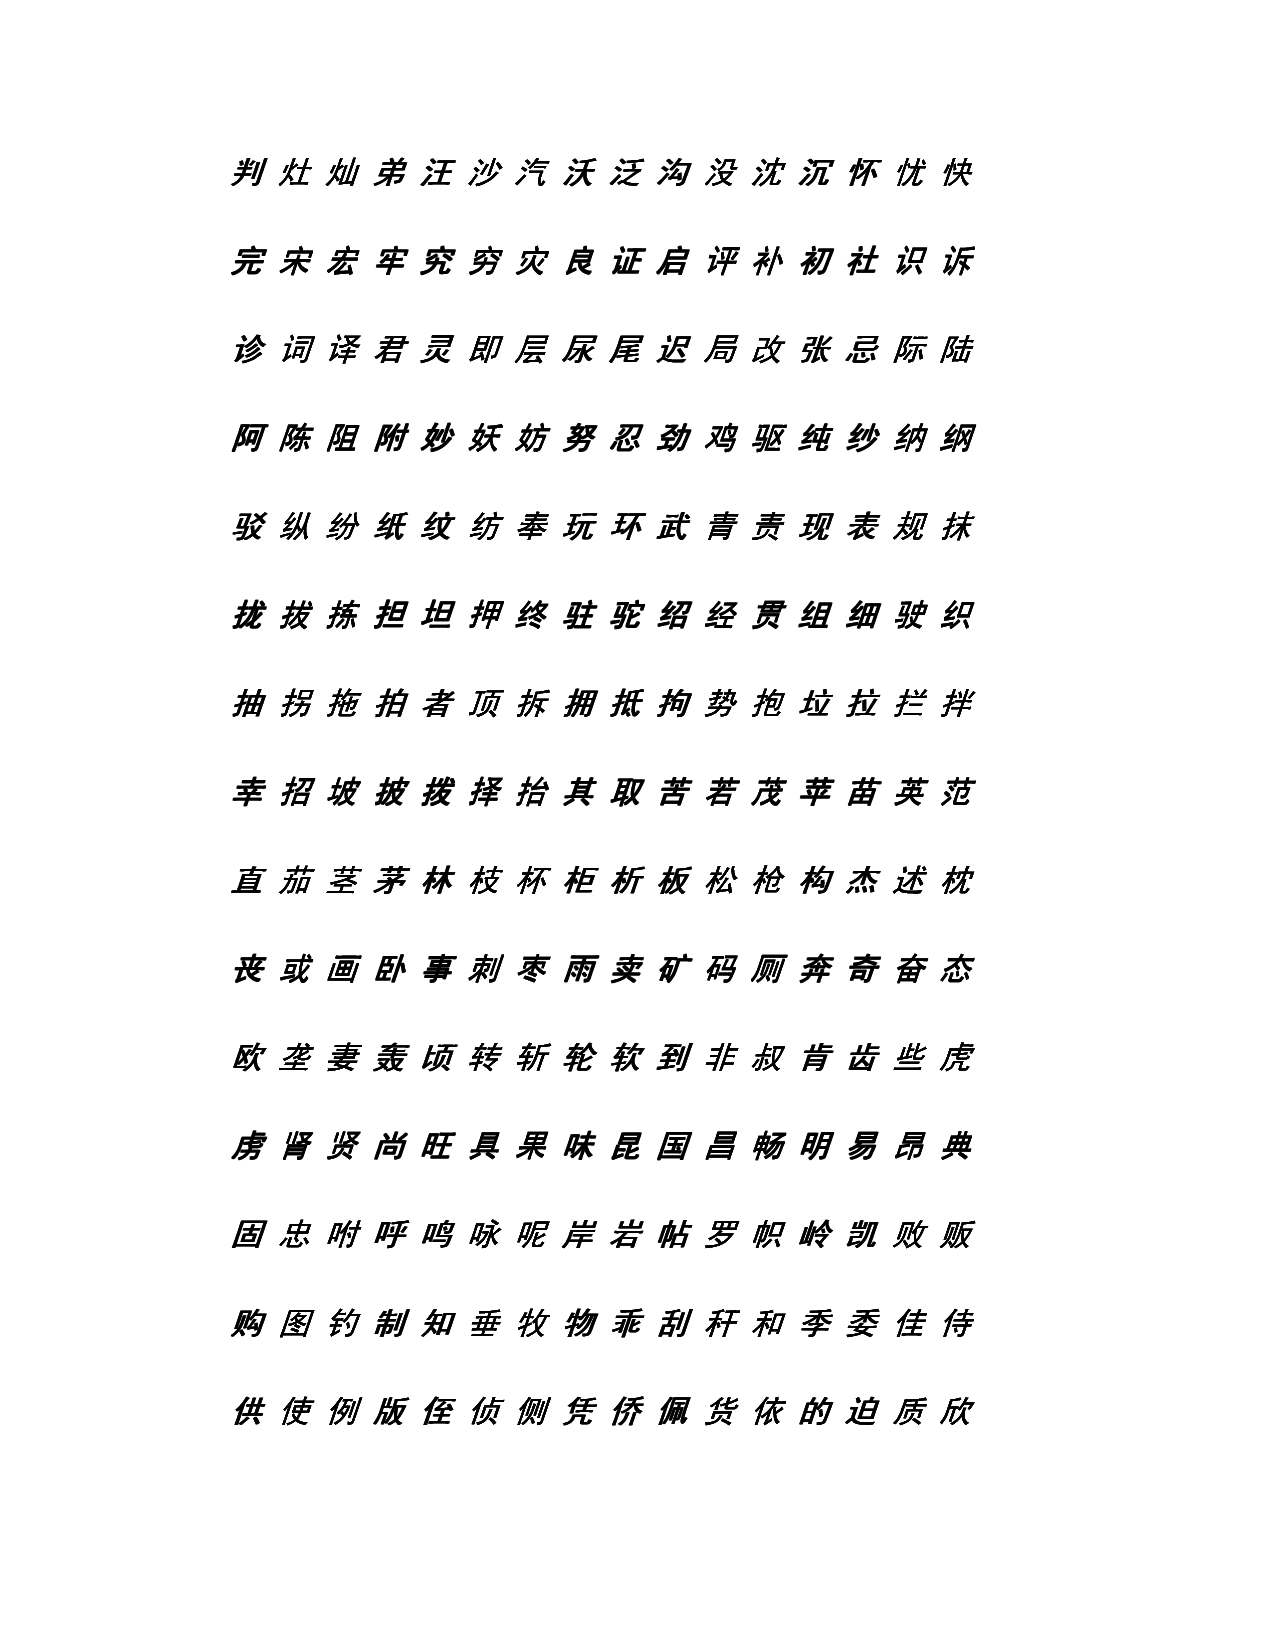 判 灶 灿 弟 汪 沙 汽 沃 泛 沟 没 沈 沉 怀 忧 快
完 宋 宏 牢 究 穷 灾 良 证 启 评 补 初 社 识 诉
诊 词 译 君 灵 即 层 尿 尾 迟 局 改 张 忌 际 陆
阿 陈 阻 附 妙 妖 妨 努 忍 劲 鸡 驱 纯 纱 纳 纲
驳 纵 纷 纸 纹 纺 奉 玩 环 武 青 责 现 表 规 抹
拢 拔 拣 担 坦 押 终 驻 驼 绍 经 贯 组 细 驶 织
抽 拐 拖 拍 者 顶 拆 拥 抵 拘 势 抱 垃 拉 拦 拌
幸 招 坡 披 拨 择 抬 其 取 苦 若 茂 苹 苗 英 范
直 茄 茎 茅 林 枝 杯 柜 析 板 松 枪 构 杰 述 枕
丧 或 画 卧 事 刺 枣 雨 卖 矿 码 厕 奔 奇 奋 态
欧 垄 妻 轰 顷 转 斩 轮 软 到 非 叔 肯 齿 些 虎
虏 肾 贤 尚 旺 具 果 味 昆 国 昌 畅 明 易 昂 典
固 忠 咐 呼 鸣 咏 呢 岸 岩 帖 罗 帜 岭 凯 败 贩
购 图 钓 制 知 垂 牧 物 乖 刮 秆 和 季 委 佳 侍
供 使 例 版 侄 侦 侧 凭 侨 佩 货 依 的 迫 质 欣